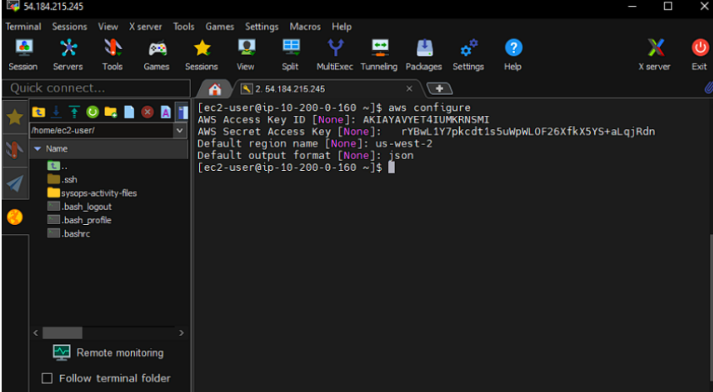 54.184.215.245
Terminal Sessions View X server Tools Games Settings Macros Help
Session Servers Tools Games Sessions View Split MultiExec Tunneling Packages Settings Help X server Exit
Quick connect...
2. 54.184.215.245
/home/ec2-user/
Name
..
.ssh
sysops-activity-files
.bash_logout
.bash_profile
.bashrc
[ec2-user@ip-10-200-0-160 ~]$ aws configure
AWS Access Key ID [None]: AKIAYAVYET4IUMKRNSMI
AWS Secret Access Key [None]: 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
Default region name [None]: us-west-2
Default output format [None]: json
[ec2-user@ip-10-200-0-160 ~]$
Remote monitoring
Follow terminal folder